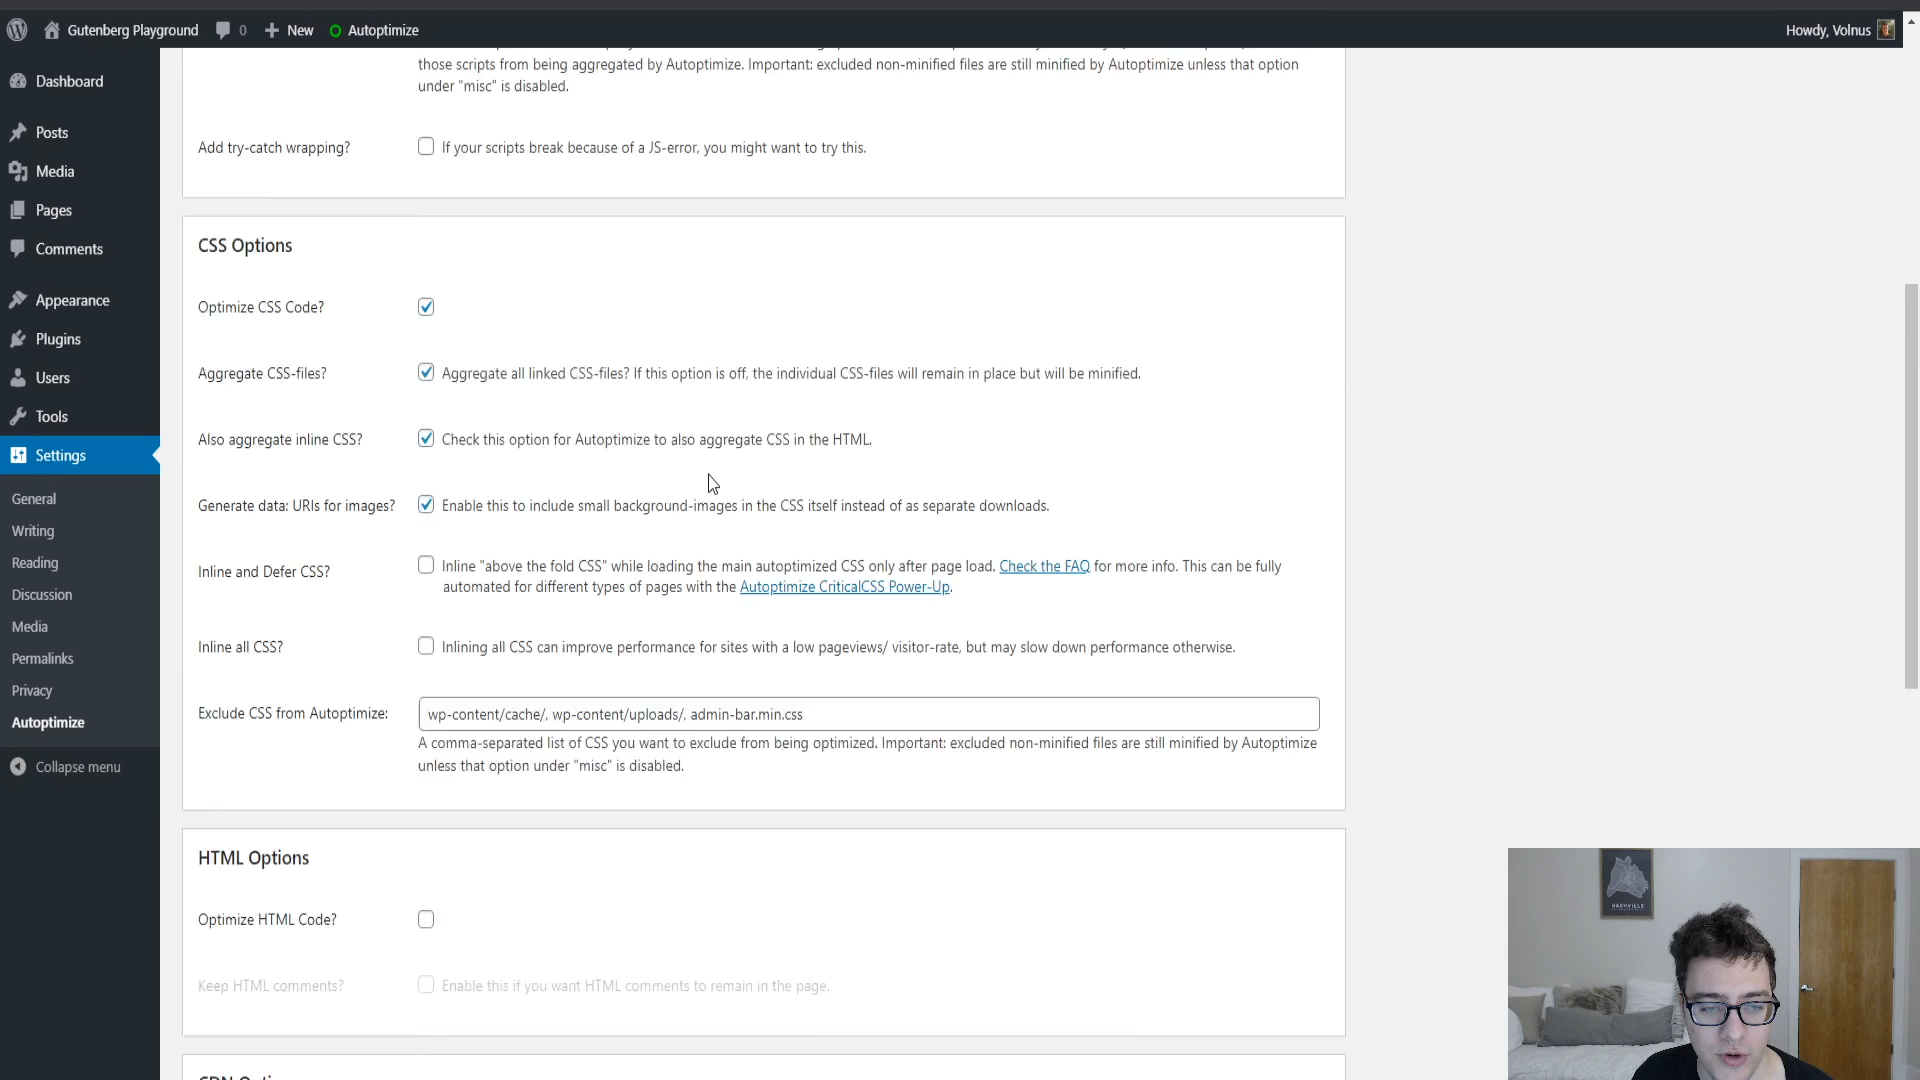 Gutenberg Playground 0 New Autoptimize Howdy, Volnus
Dashboard
Posts
Media
Pages
Comments
Appearance
Plugins
Users
Tools
Settings
General
Writing
Reading
Discussion
Media
Permalinks
Privacy
Autoptimize
Collapse menu
those scripts from being aggregated by Autoptimize. Important: excluded non-minified files are still minified by Autoptimize unless that option
under "misc" is disabled.
Add try-catch wrapping? If your scripts break because of a JS-error, you might want to try this.
CSS Options
Optimize CSS Code?
Aggregate CSS-files? Aggregate all linked CSS-files? If this option is off, the individual CSS-files will remain in place but will be minified.
Also aggregate inline CSS? Check this option for Autoptimize to also aggregate CSS in the HTML.
Generate data: URIs for images? Enable this to include small background-images in the CSS itself instead of as separate downloads.
Inline and Defer CSS? Inline "above the fold CSS" while loading the main autoptimized CSS only after page load. Check the FAQ for more info. This can be fully
automated for different types of pages with the Autoptimize CriticalCSS Power-Up.
Inline all CSS? Inlining all CSS can improve performance for sites with a low pageviews/ visitor-rate, but may slow down performance otherwise.
Exclude CSS from Autoptimize: wp-content/cache/, wp-content/uploads/, admin-bar.min.css
A comma-separated list of CSS you want to exclude from being optimized. Important: excluded non-minified files are still minified by Autoptimize
unless that option under "misc" is disabled.
HTML Options
Optimize HTML Code?
Keep HTML comments? Enable this if you want HTML comments to remain in the page.
NASHVILLE